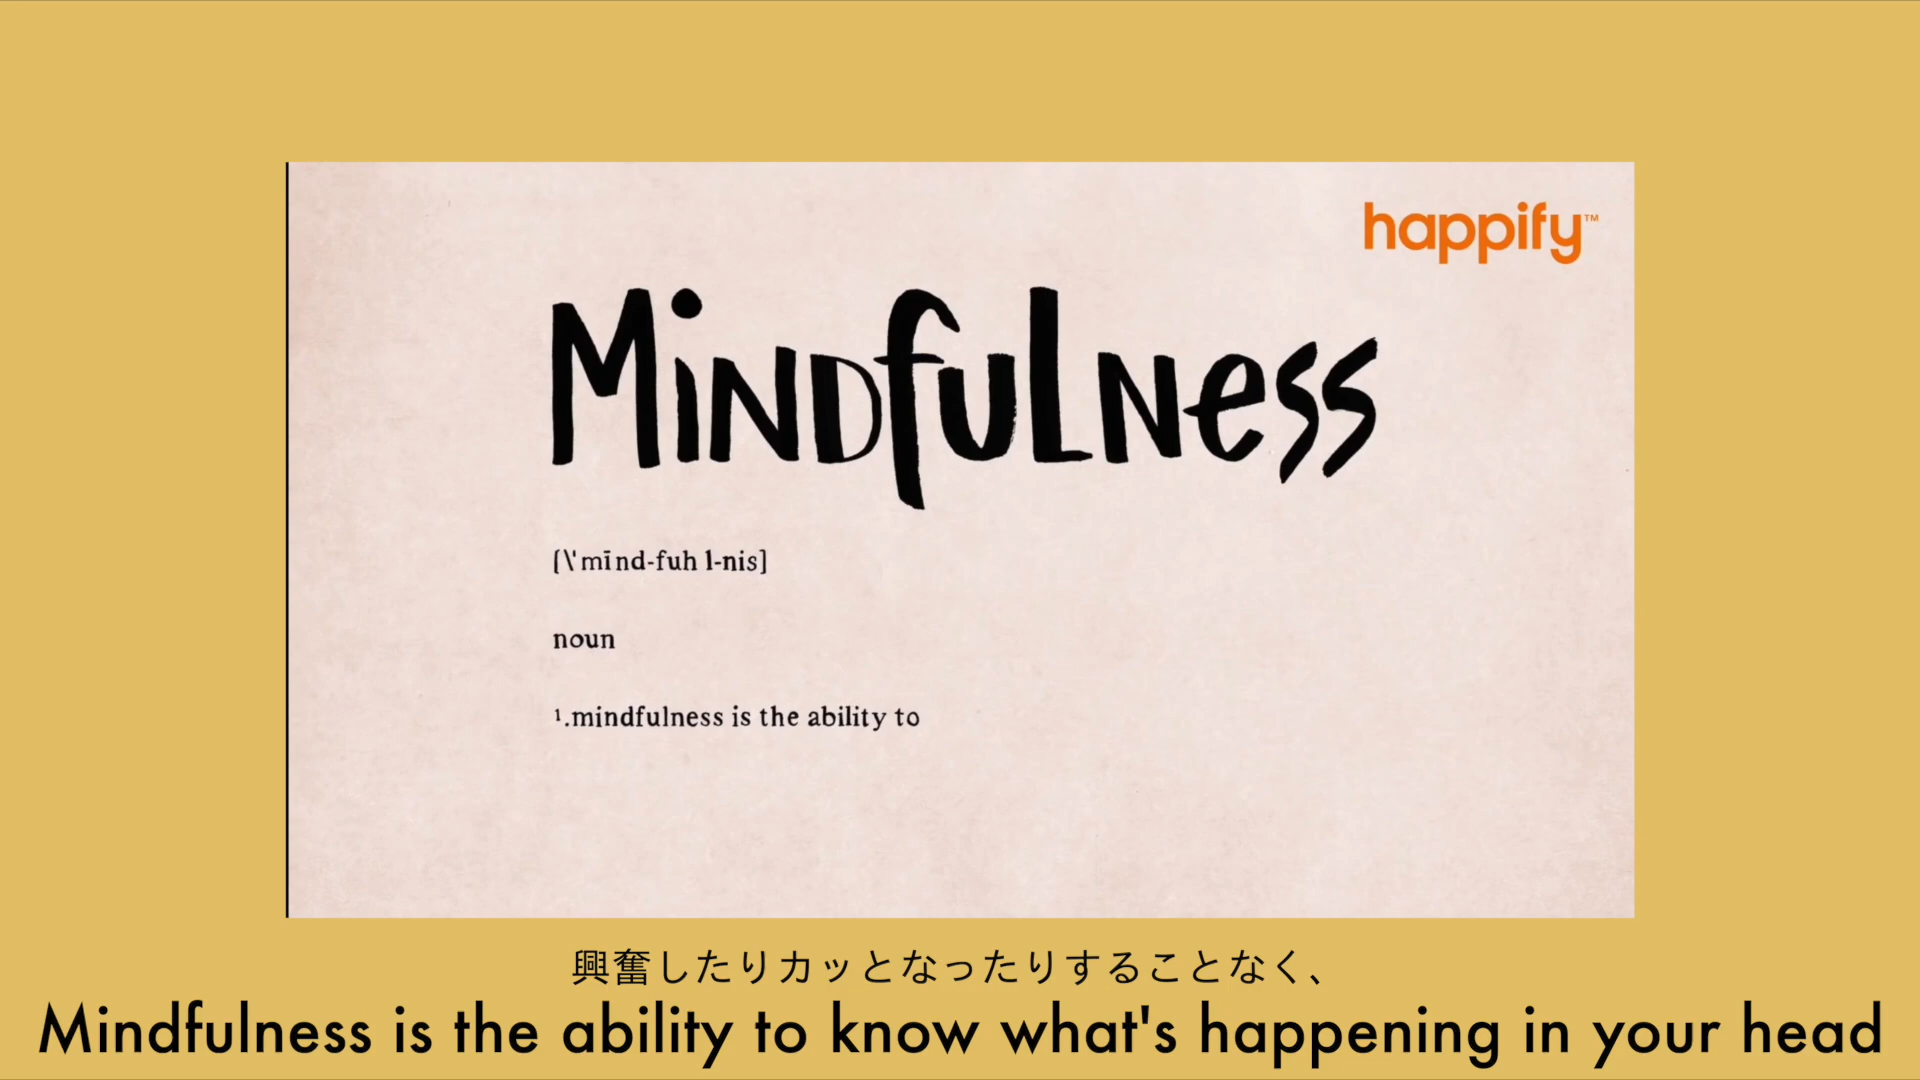 happify™
Mindfulness
[\'mīnd-fuh l-nis]
noun
¹.mindfulness is the ability to
興奮したりカッとなったりすることなく、
Mindfulness is the ability to know what's happening in your head